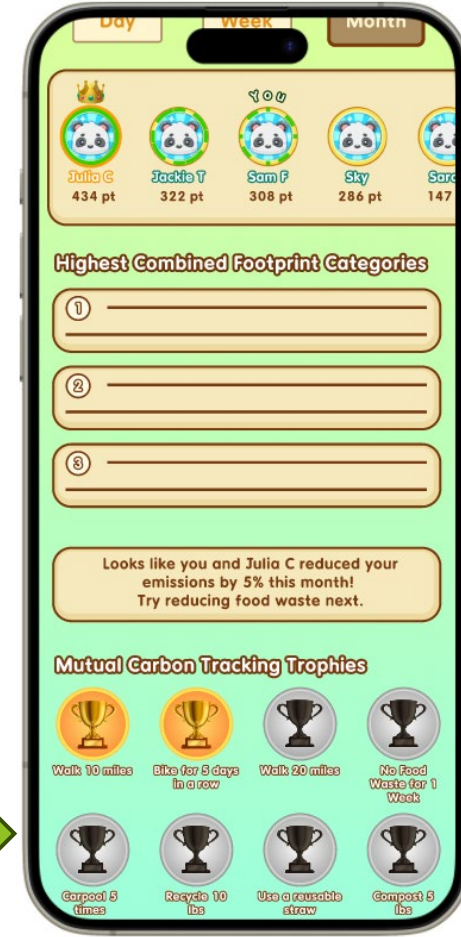 Day Week Month
You
Julia C Jackie T Sam F Sky
434 pt 322 pt 308 pt 286 pt 147
Highest Combined Footprint Categories
1
2
3
Looks like you and Julia C reduced your
emissions by 5% this month!
Try reducing food waste next.
Mutual Carbon Tracking Trophies
Walk 10 miles Bike for 5 days Walk 20 miles No Food
in a row Waste for 1
Week
Carpool 5 Recycle 10 Use a reusable Compost 5
times lbs straw lbs